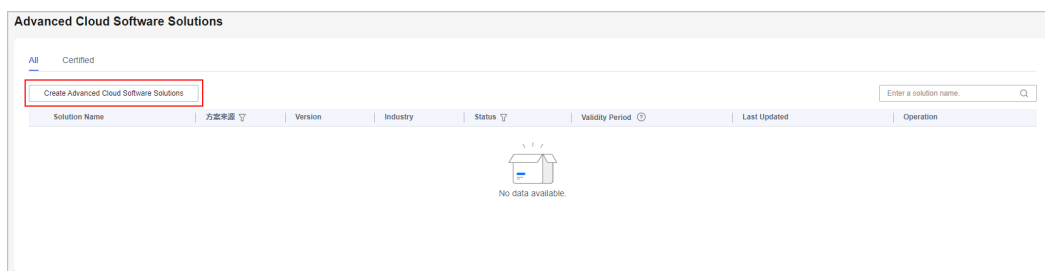 Advanced Cloud Software Solutions
All Certified
Create Advanced Cloud Software Solutions Enter a solution name.
Solution Name 方案来源 Version Industry Status Validity Period Last Updated Operation
No data available.